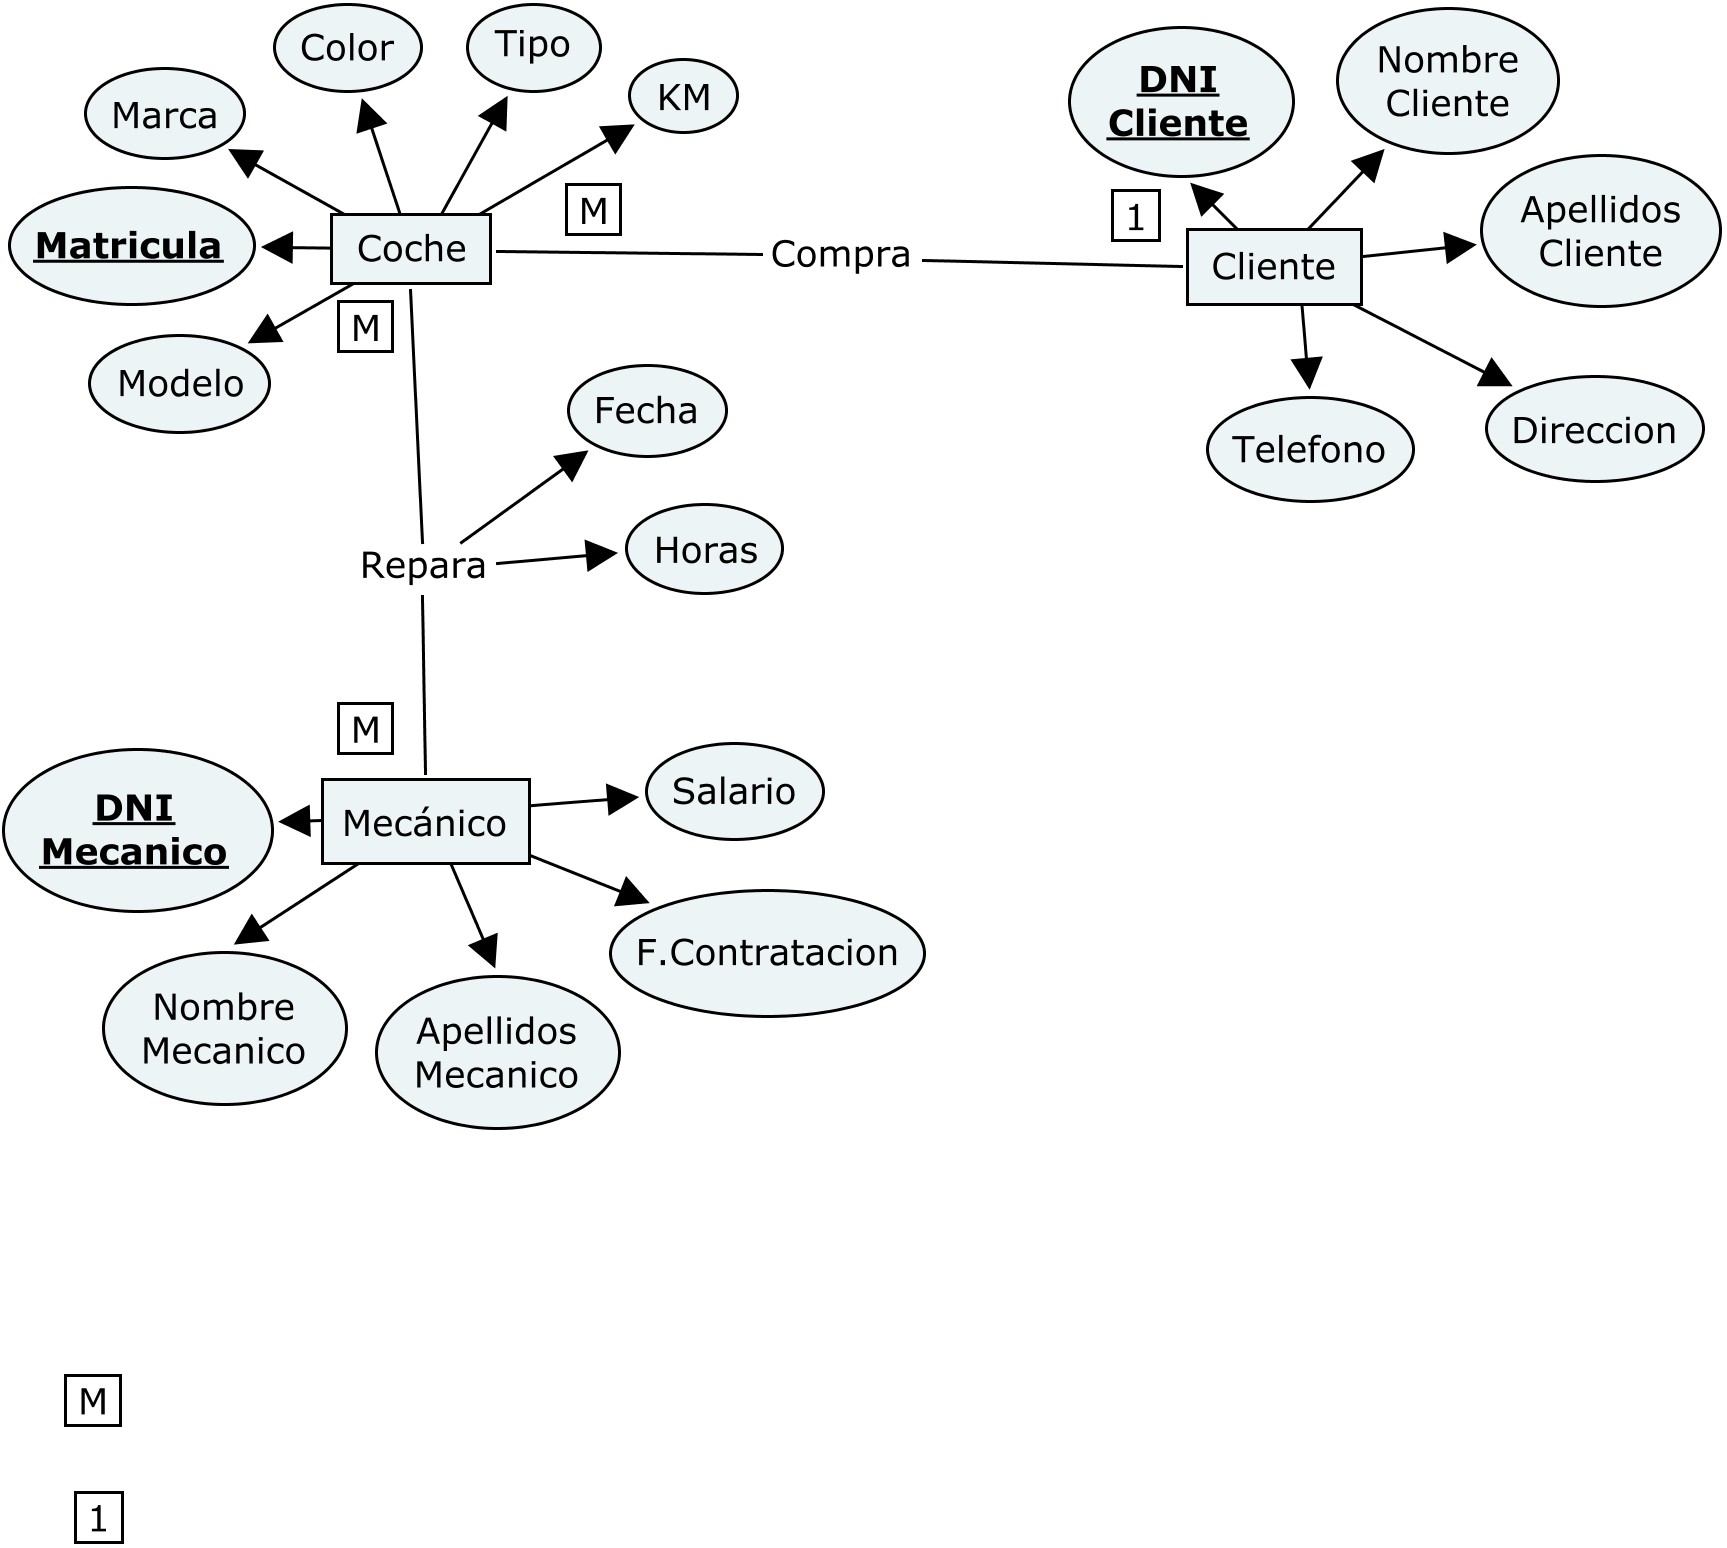 Color
Tipo
KM
Marca
Matricula
Coche
M
M
Modelo
Compra
1
DNI
Cliente
Nombre
Cliente
Apellidos
Cliente
Cliente
Telefono
Direccion
Fecha
Horas
Repara
M
DNI
Mecanico
Mecánico
Salario
F.Contratacion
Nombre
Mecanico
Apellidos
Mecanico
M
1